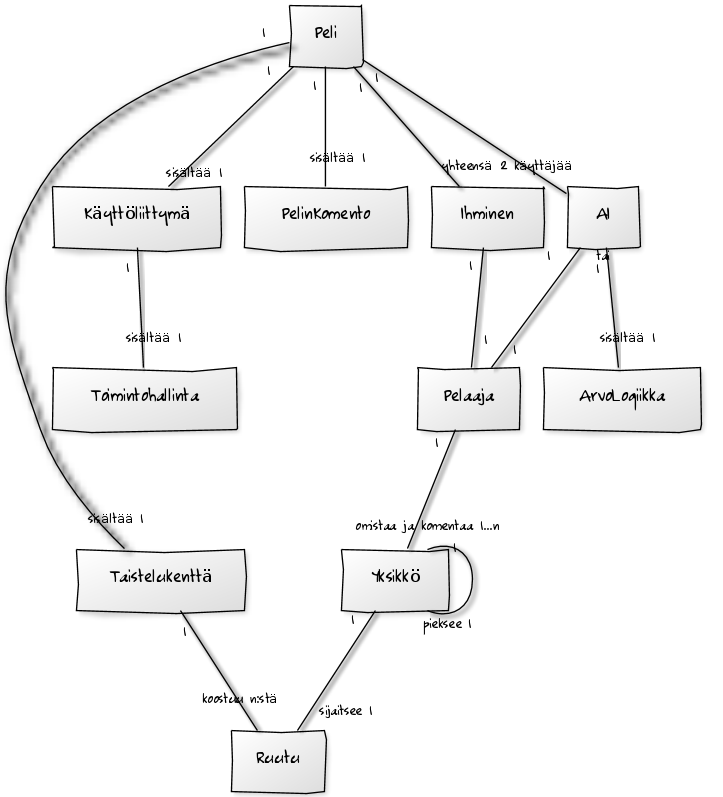 Peli
1
1
1
1
1
sisältää 1
sisältää 1
yhteensä 2 käyttäjää
Käyttöliittymä
PelinKomento
Ihminen
AI
1
1
1
tai
1
sisältää 1
1
1
sisältää 1
Toimintohallinta
Pelaaja
ArvoLogiikka
1
sisältää 1
omistaa ja komentaa 1...n
1
Taistelukenttä
Yksikkö
1
1
pieksee 1
koostuu n:stä
sijaitsee 1
Ruutu